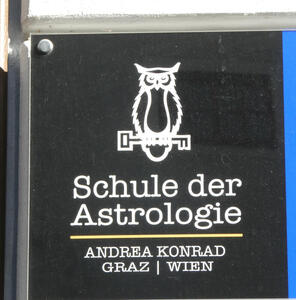 Schule der
Astrologie
ANDREA KONRAD
GRAZ | WIEN